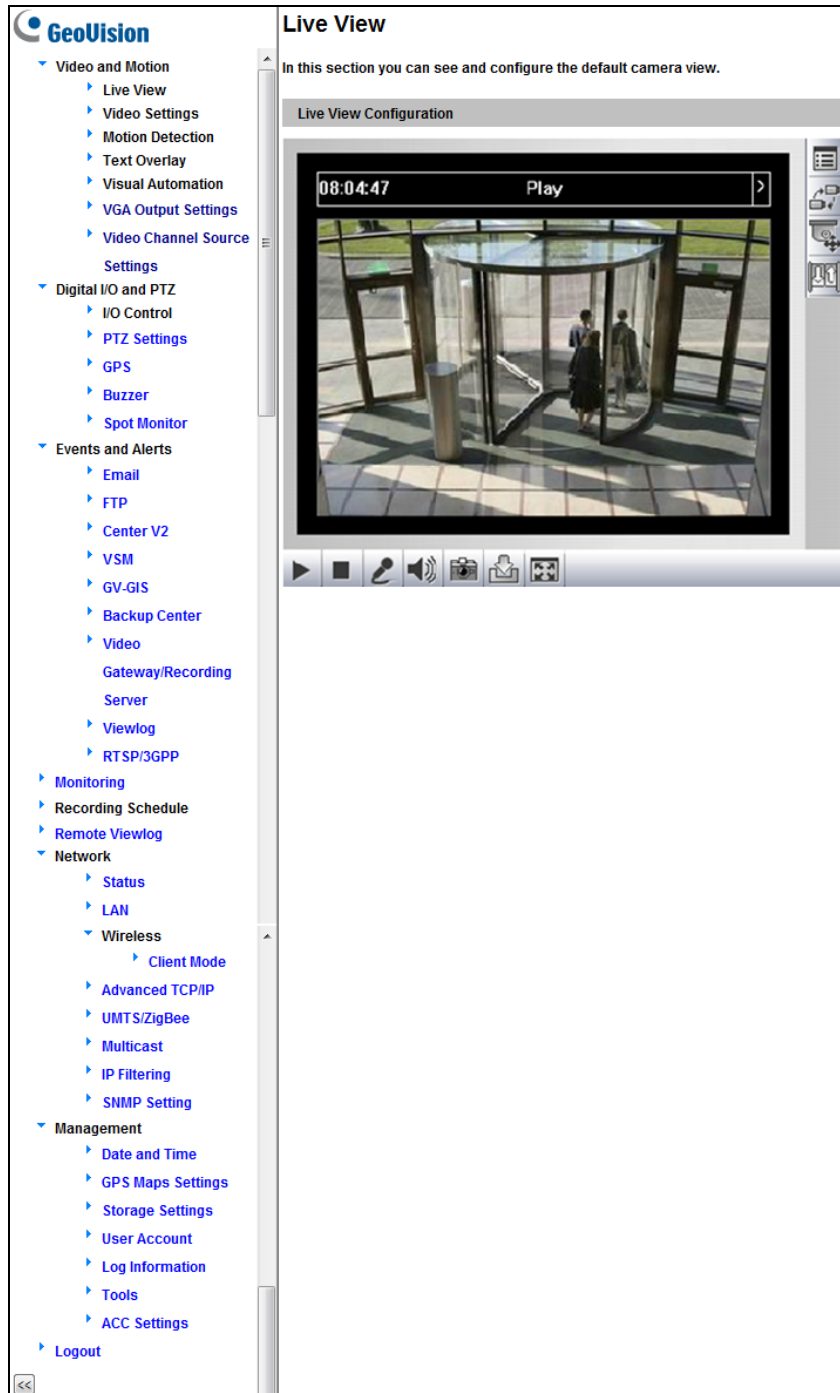 GeoVision
Video and Motion
Live View
Video Settings
Motion Detection
Text Overlay
Visual Automation
VGA Output Settings
Video Channel Source
Settings
Digital I/O and PTZ
I/O Control
PTZ Settings
GPS
Buzzer
Spot Monitor
Events and Alerts
Email
FTP
Center V2
VSM
GV-GIS
Backup Center
Video
Gateway/Recording
Server
Viewlog
RTSP/3GPP
Monitoring
Recording Schedule
Remote Viewlog
Network
Status
LAN
Wireless
Client Mode
Advanced TCP/IP
UMTS/ZigBee
Multicast
IP Filtering
SNMP Setting
Management
Date and Time
GPS Maps Settings
Storage Settings
User Account
Log Information
Tools
ACC Settings
Logout
<<
Live View
In this section you can see and configure the default camera view.
Live View Configuration
08:04:47 Play >